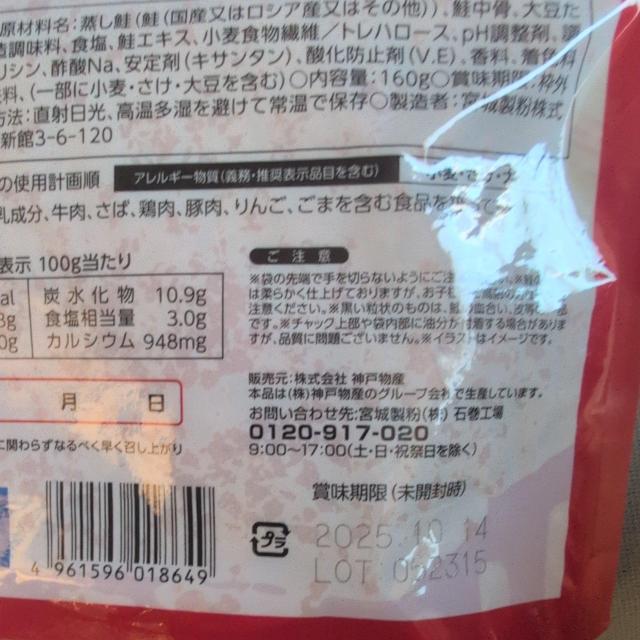 原材料名：蒸し鮭（鮭（国産又はロシア産又はその他））、鮭中骨、大豆た
調味料、食塩、鮭エキス、小麦食物繊維／トレハロース、pH調整剤、
リシン、酢酸Na、安定剤（キサンタン）、酸化防止剤（V.E）、香料、着色料
料、（一部に小麦・さけ・大豆を含む）○内容量：160g○賞味期限：枠外
方法：直射日光、高温多湿を避けて常温で保存○製造者：宮城製粉株式
新館3-6-120
の使用計画順
アレルギー物質（義務・推奨表示品目を含む）
乳成分、牛肉、さば、鶏肉、豚肉、りんご、ごまを含む食品を
表示 100g当たり
炭水化物 10.9g
食塩相当量 3.0g
カルシウム 948mg
ご注意
※袋の先端で手を切らないようにご注
は柔らかく仕上げておりますが、お子
注意ください。※黒い粒状のものは、
です。※チャック上部や袋内部に油分が付着する場合がありま
すが、品質に問題ございません。※イラストはイメージです。
月 日
に関わらずなるべく早く召し上がり
販売元：株式会社 神戸物産
本品は（株）神戸物産のグループ会社で生産しています。
お問い合わせ先：宮城製粉（株）石巻工場
0120-917-020
9:00〜17:00（土・日・祝祭日を除く）
賞味期限（未開封時）
プラ
2025.10.14
LOT 052315
4 961596 018649